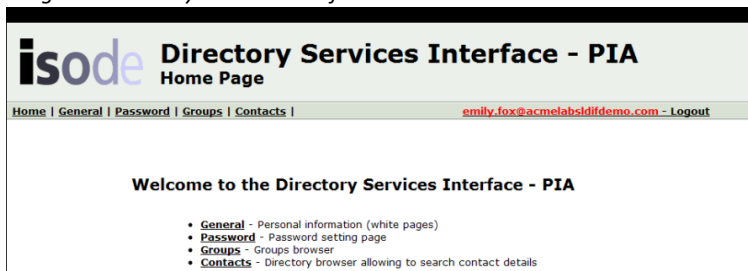 isode Directory Services Interface - PIA
Home Page
Home | General | Password | Groups | Contacts | emily.fox@acmelabsldifdemo.com - Logout
Welcome to the Directory Services Interface - PIA
• General - Personal information (white pages)
• Password - Password setting page
• Groups - Groups browser
• Contacts - Directory browser allowing to search contact details